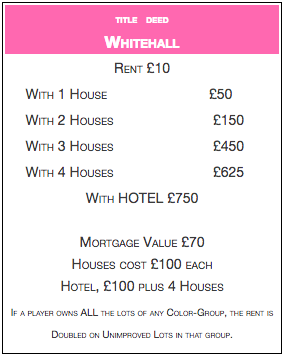 TITLE DEED
WHITEHALL
RENT £10
WITH 1 HOUSE £50
WITH 2 HOUSES £150
WITH 3 HOUSES £450
WITH 4 HOUSES £625
WITH HOTEL £750
MORTGAGE VALUE £70
HOUSES COST £100 EACH
HOTEL, £100 PLUS 4 HOUSES
IF A PLAYER OWNS ALL THE LOTS OF ANY COLOR-GROUP, THE RENT IS
DOUBLED ON UNIMPROVED LOTS IN THAT GROUP.